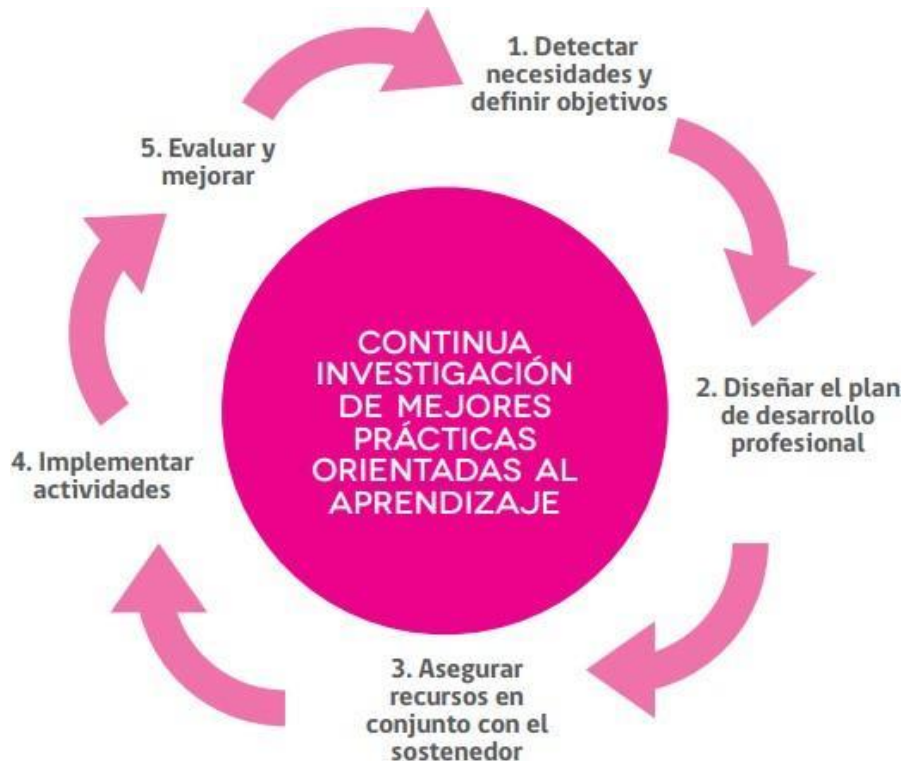 1. Detectar
necesidades y
definir objetivos
2. Diseñar el plan
de desarrollo
profesional
3. Asegurar
recursos en
conjunto con el
sostenedor
4. Implementar
actividades
5. Evaluar y
mejorar
CONTINUA
INVESTIGACIÓN
DE MEJORES
PRÁCTICAS
ORIENTADAS AL
APRENDIZAJE